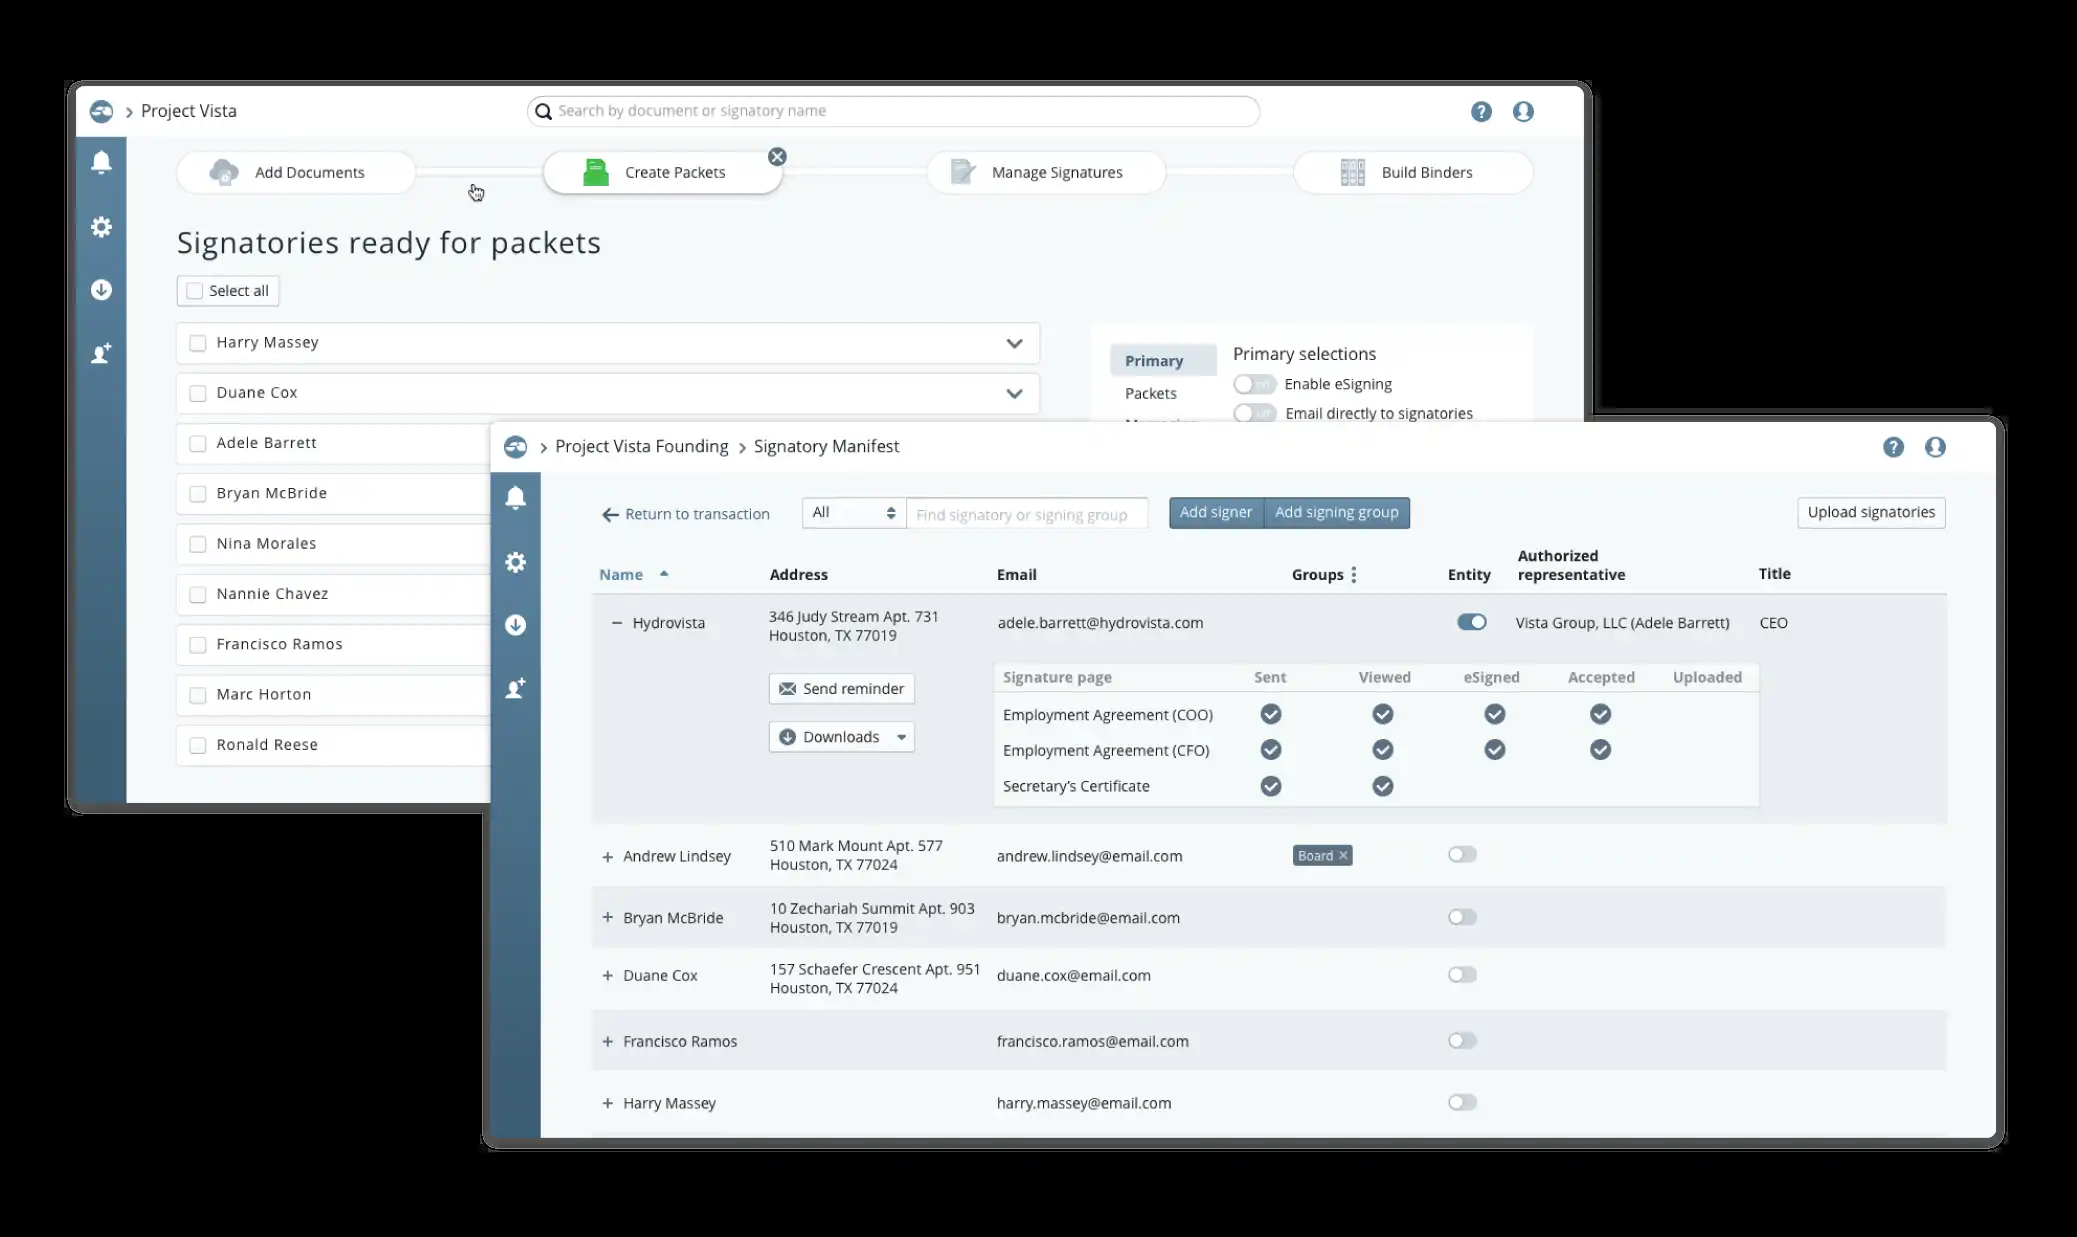 Project Vista
Search by document or signatory name
Add Documents
Create Packets
Manage Signatures
Build Binders
Signatories ready for packets
Select all
Harry Massey
Duane Cox
Adele Barrett
Bryan McBride
Nina Morales
Nannie Chavez
Francisco Ramos
Marc Horton
Ronald Reese
Primary
Packets
Primary selections
Enable eSigning
Email directly to signatories
Project Vista Founding > Signatory Manifest
Return to transaction
All
Find signatory or signing group
Add signer
Add signing group
Upload signatories
Name
Address
Email
Groups
Entity
Authorized
representative
Title
Hydrovista
346 Judy Stream Apt. 731
Houston, TX 77019
adele.barrett@hydrovista.com
Vista Group, LLC (Adele Barrett)
CEO
Send reminder
Downloads
Signature page Sent Viewed eSigned Accepted Uploaded
Employment Agreement (COO)
Employment Agreement (CFO)
Secretary’s Certificate
Andrew Lindsey
510 Mark Mount Apt. 577
Houston, TX 77024
andrew.lindsey@email.com
Board
Bryan McBride
10 Zechariah Summit Apt. 903
Houston, TX 77019
bryan.mcbride@email.com
Duane Cox
157 Schaefer Crescent Apt. 951
Houston, TX 77024
duane.cox@email.com
Francisco Ramos
francisco.ramos@email.com
Harry Massey
harry.massey@email.com